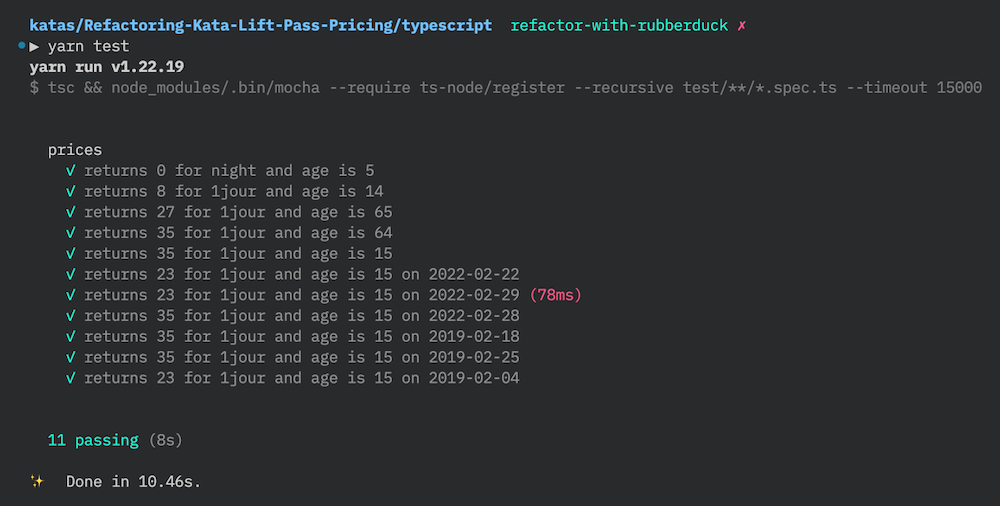 katas/Refactoring-Kata-Lift-Pass-Pricing/typescript refactor-with-rubberduck ✗
▶ yarn test
yarn run v1.22.19
$ tsc && node_modules/.bin/mocha --require ts-node/register --recursive test/**/*.spec.ts --timeout 15000
prices
✓ returns 0 for night and age is 5
✓ returns 8 for 1jour and age is 14
✓ returns 27 for 1jour and age is 65
✓ returns 35 for 1jour and age is 64
✓ returns 35 for 1jour and age is 15
✓ returns 23 for 1jour and age is 15 on 2022-02-22
✓ returns 23 for 1jour and age is 15 on 2022-02-29 (78ms)
✓ returns 35 for 1jour and age is 15 on 2022-02-28
✓ returns 35 for 1jour and age is 15 on 2019-02-18
✓ returns 35 for 1jour and age is 15 on 2019-02-25
✓ returns 23 for 1jour and age is 15 on 2019-02-04
11 passing (8s)
✨ Done in 10.46s.